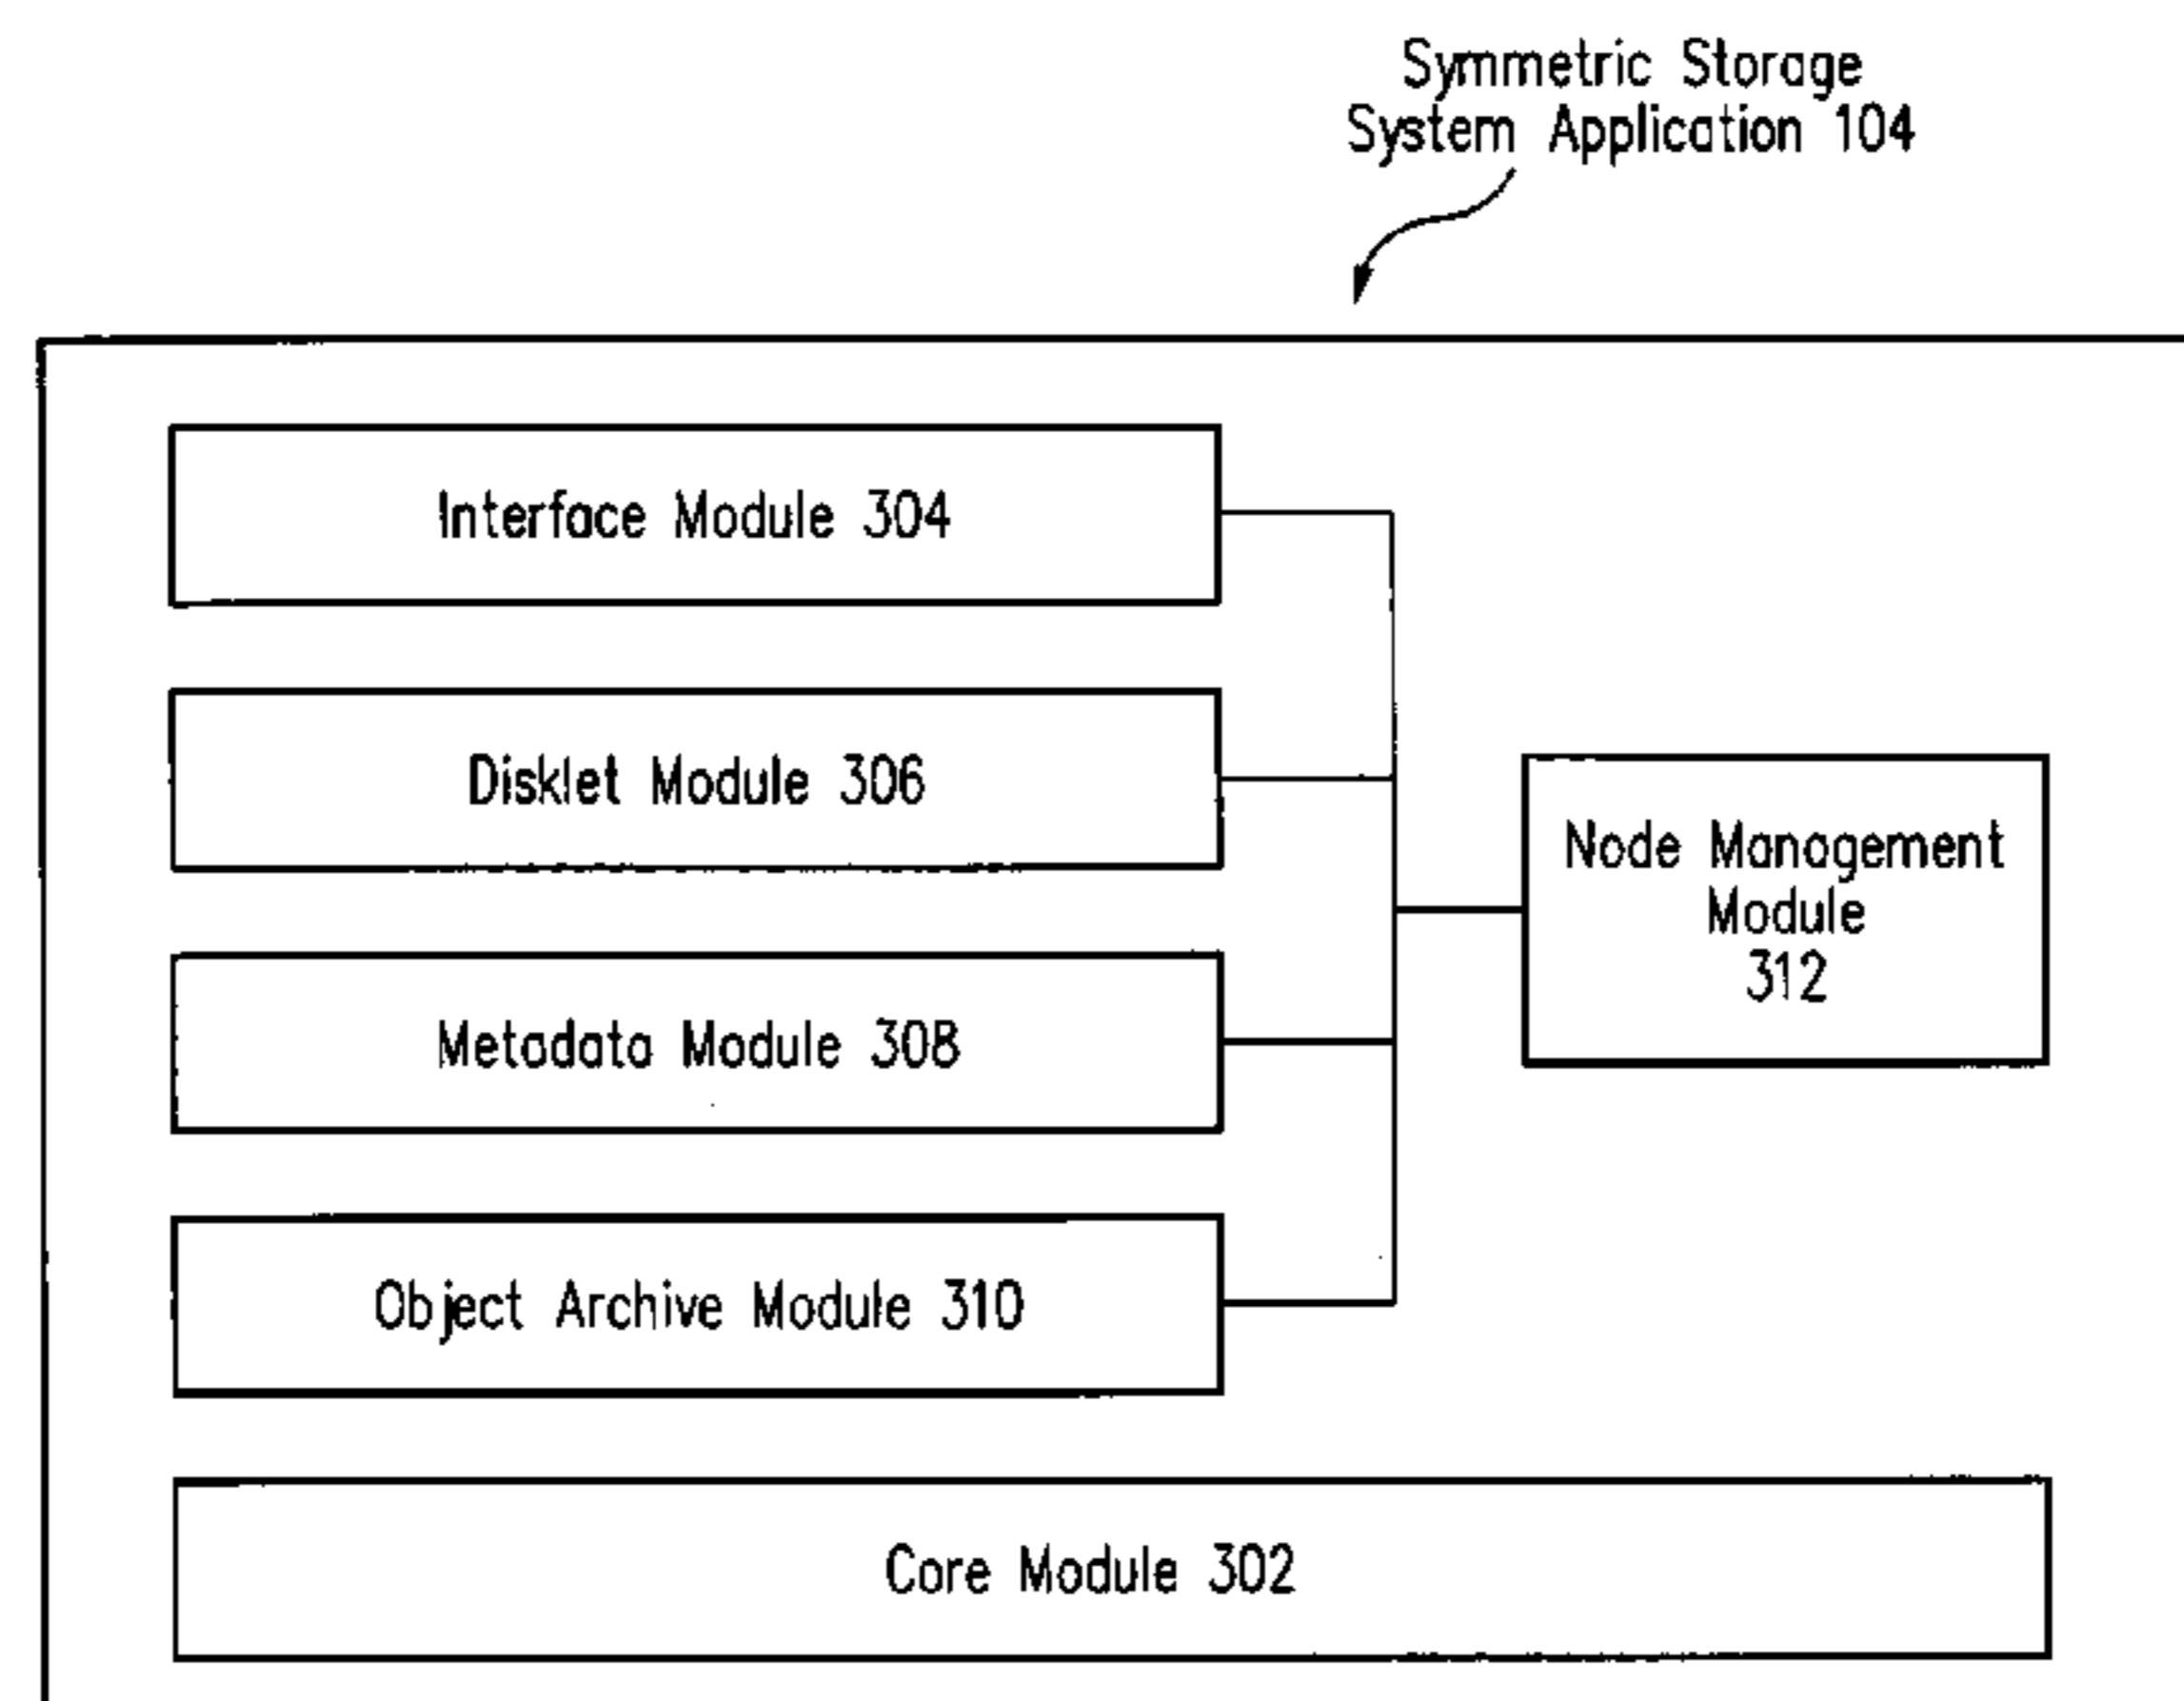 Symmetric Storage
System Application 104
Interface Module 304
Disklet Module 306
Metadata Module 308
Object Archive Module 310
Node Management
Module
312
Core Module 302